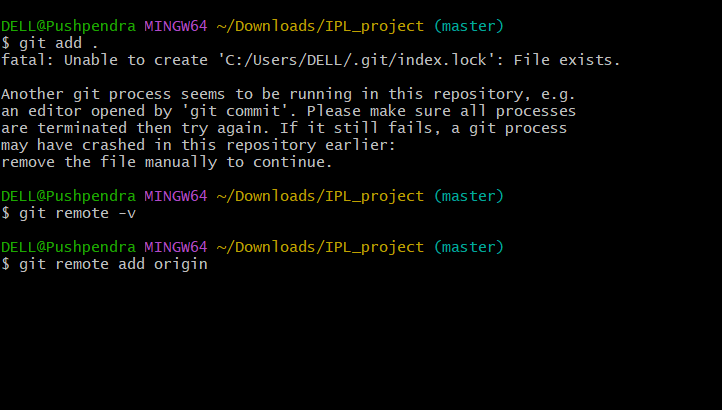 DELL@Pushpendra MINGW64 ~/Downloads/IPL_project (master)
$ git add .
fatal: Unable to create 'C:/Users/DELL/.git/index.lock': File exists.
Another git process seems to be running in this repository, e.g.
an editor opened by 'git commit'. Please make sure all processes
are terminated then try again. If it still fails, a git process
may have crashed in this repository earlier:
remove the file manually to continue.
DELL@Pushpendra MINGW64 ~/Downloads/IPL_project (master)
$ git remote -v
DELL@Pushpendra MINGW64 ~/Downloads/IPL_project (master)
$ git remote add origin